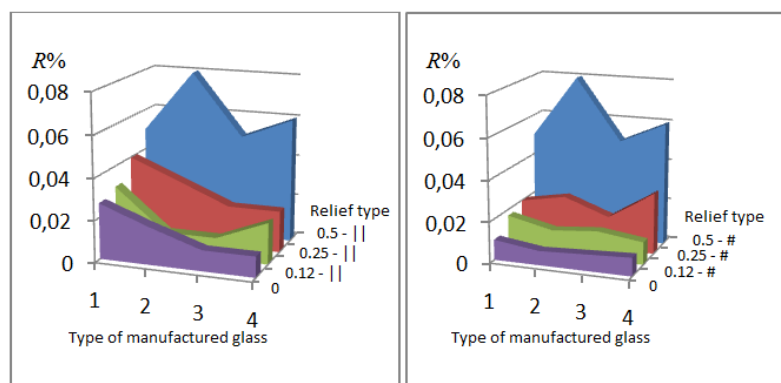 R%
0,08
0,06
0,04
0,02
0
1
2
3
4
Relief type
0.5 - ||
0.25 - ||
0.12 - ||
0
Type of manufactured glass
R%
0,08
0,06
0,04
0,02
0
1
2
3
4
Relief type
0.5 - #
0.25 - #
0.12 - #
0
Type of manufactured glass